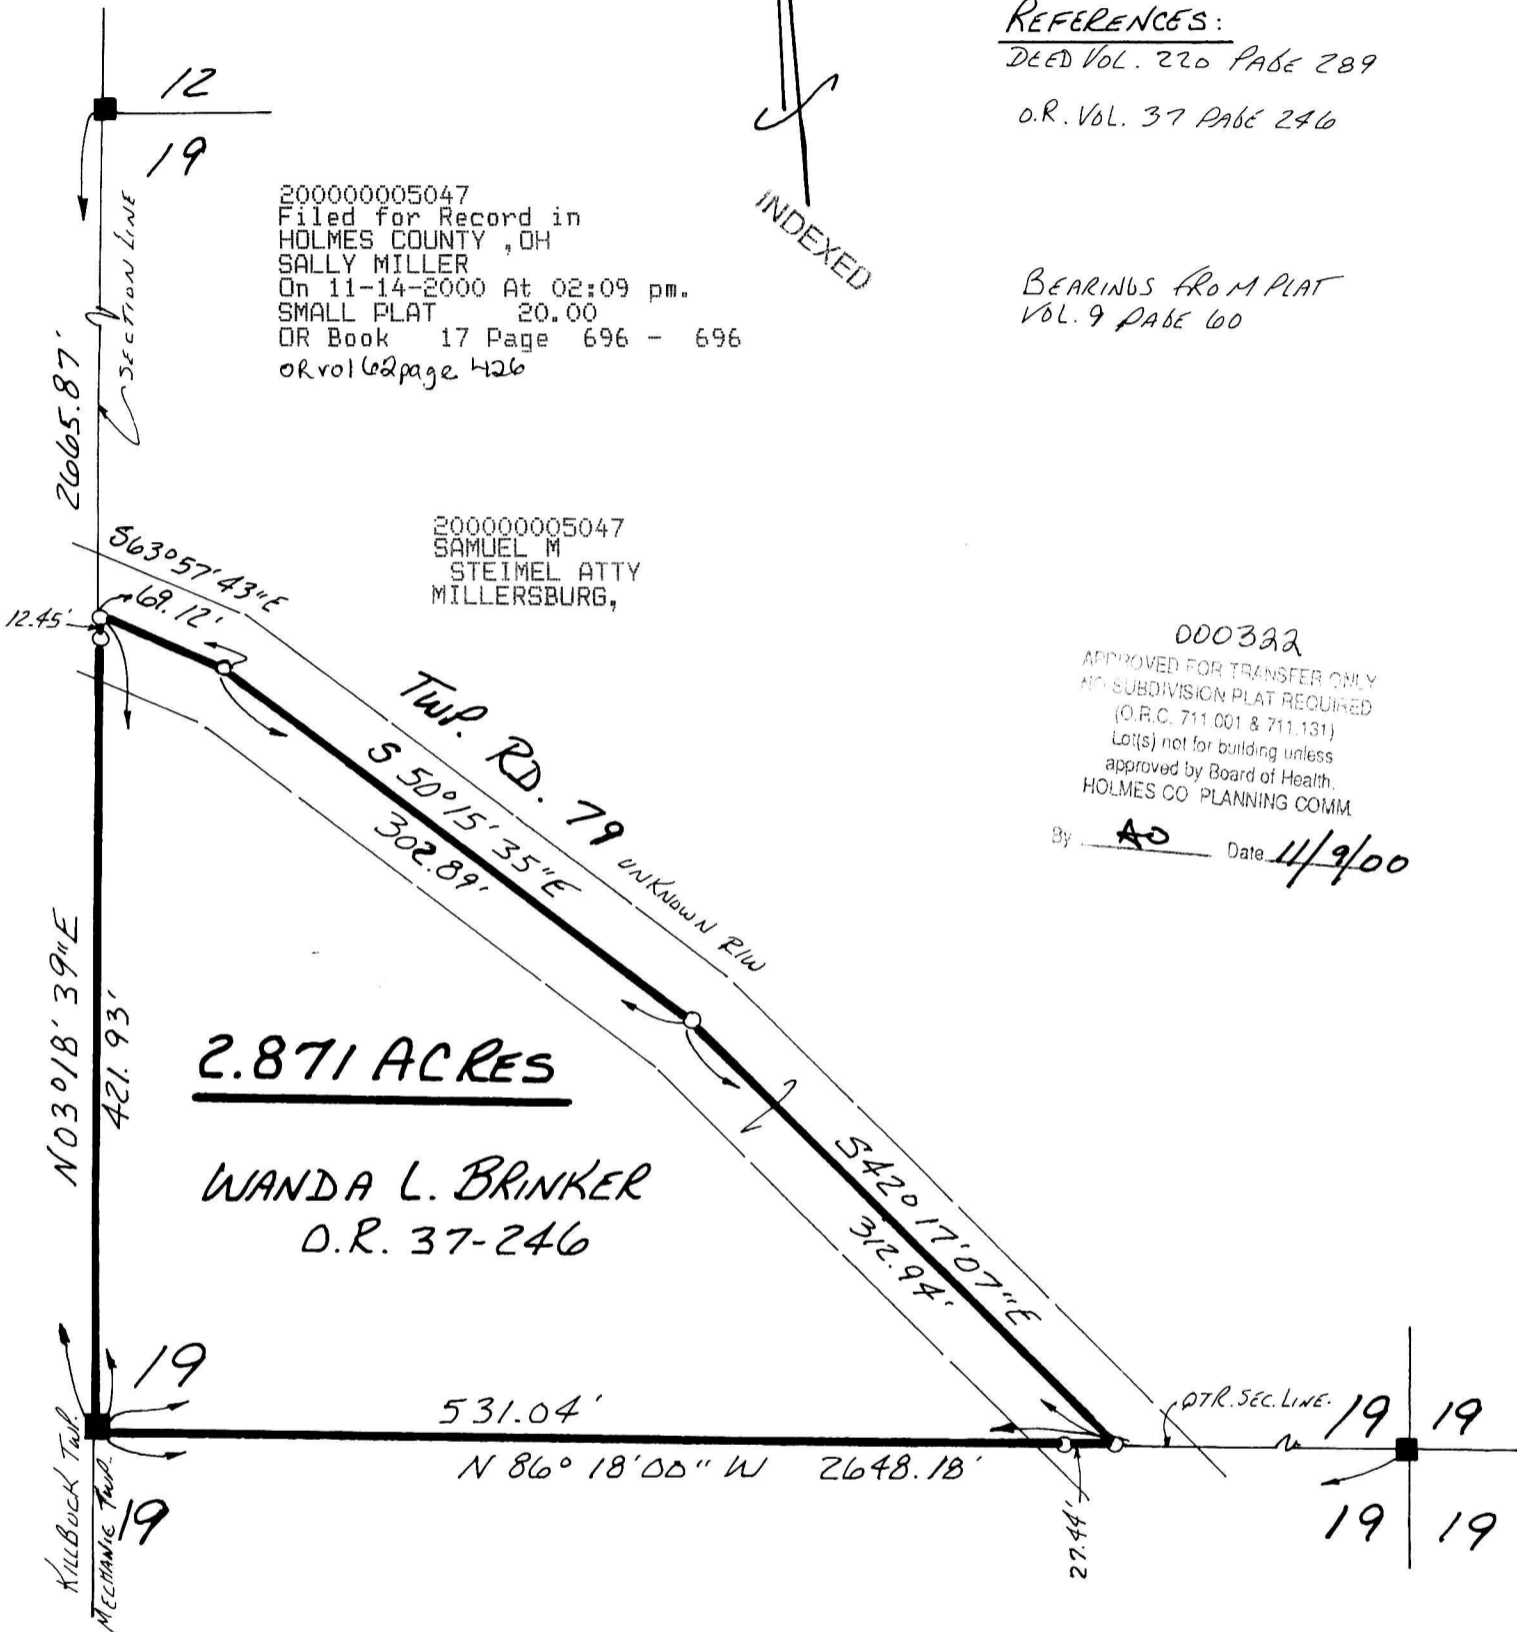 REFERENCES:
DEED VOL. 220 PAGE 289
O.R. VOL. 37 PAGE 246
12
19
200000005047
Filed for Record in
HOLMES COUNTY ,OH
SALLY MILLER
On 11-14-2000 At 02:09 pm.
SMALL PLAT 20.00
OR Book 17 Page 696 - 696
OR vol 62 page 426
INDEXED
BEARINGS FROM PLAT
VOL. 9 PAGE 60
SECTION LINE
2665.87'
200000005047
SAMUEL M
STEIMEL ATTY
MILLERSBURG,
S63°57'43"E
69.12'
12.45'
000322
APPROVED FOR TRANSFER ONLY
NO SUBDIVISION PLAT REQUIRED
(O.R.C. 711.001 & 711.131)
Lot(s) not for building unless
approved by Board of Health.
HOLMES CO PLANNING COMM.
By AO Date 11/9/00
TWP. RD. 79
UNKNOWN R/W
S 50°15'35"E
302.89'
N03°18'39"E
421.93'
2.871 ACRES
WANDA L. BRINKER
O.R. 37-246
S42°17'07"E
312.94'
19
531.04'
N 86°18'00" W 2648.18'
27.44'
QTR. SEC. LINE.
19 19
19 19
19
KILLBUCK TWP.
MECHANIC TWP.